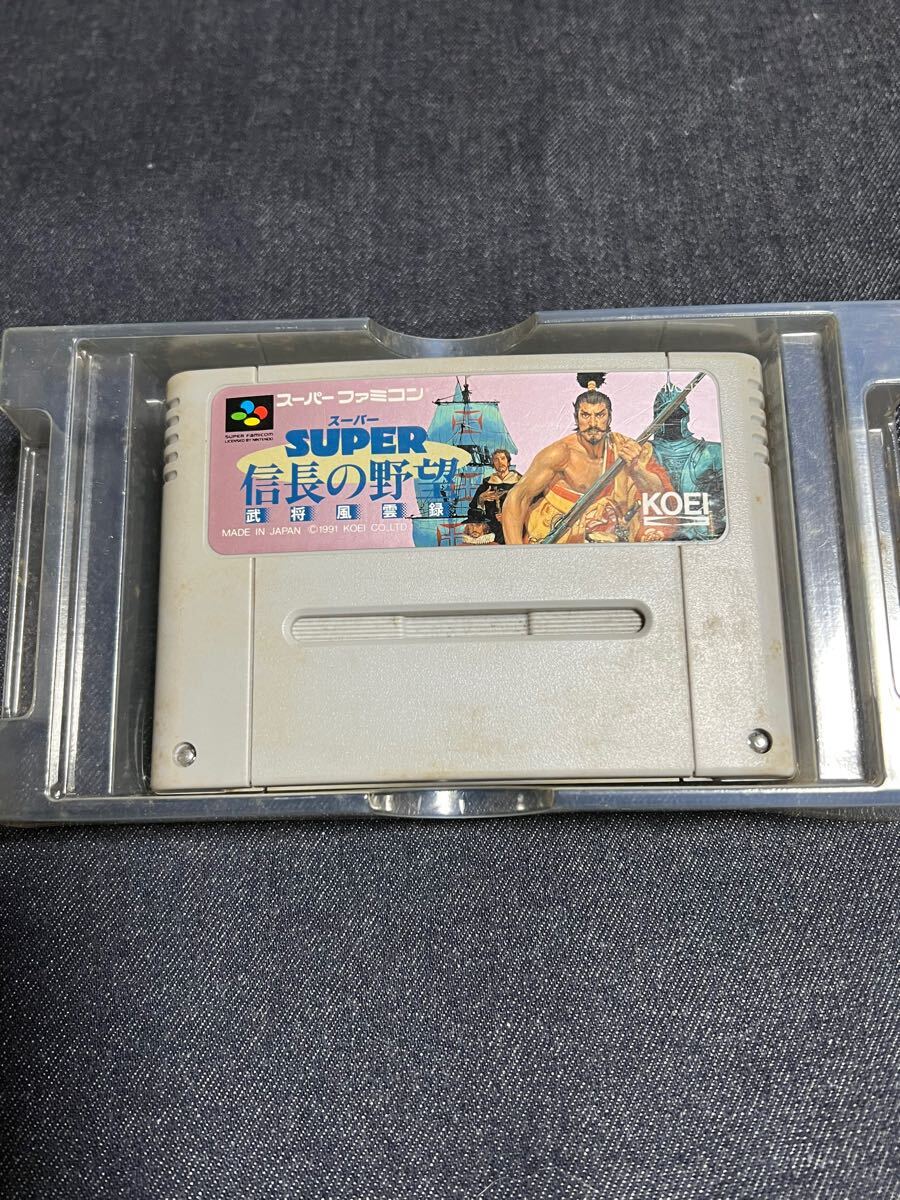 スーパーファミコン
SUPER FAMICOM
LICENSED BY NINTENDO
スーパー
SUPER
信長の野望
武将風雲録
MADE IN JAPAN ©1991 KOEI CO.,LTD.
KOEI